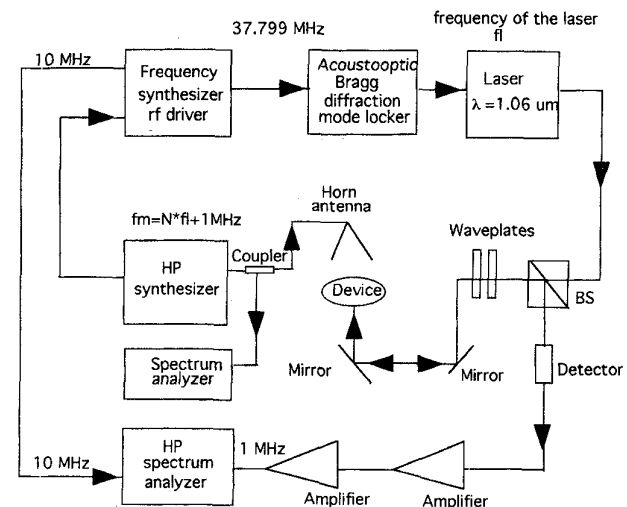 frequency of the laser
fl
37.799 MHz
10 MHz
Frequency
synthesizer
rf driver
Acoustooptic
Bragg
diffraction
mode locker
Laser
λ =1.06 um
Horn
antenna
fm=N*fl+1MHz
Waveplates
Coupler
HP
synthesizer
Device
BS
Spectrum
analyzer
Mirror
Mirror
Detector
HP
spectrum
analyzer
1 MHz
10 MHz
Amplifier
Amplifier